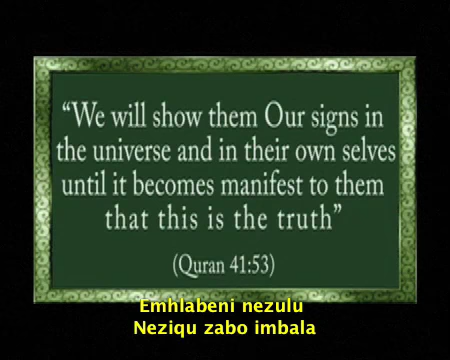 “We will show them Our signs in
the universe and in their own selves
until it becomes manifest to them
that this is the truth”
(Quran 41:53)
Emhlabeni nezulu
Neziqu zabo imbala